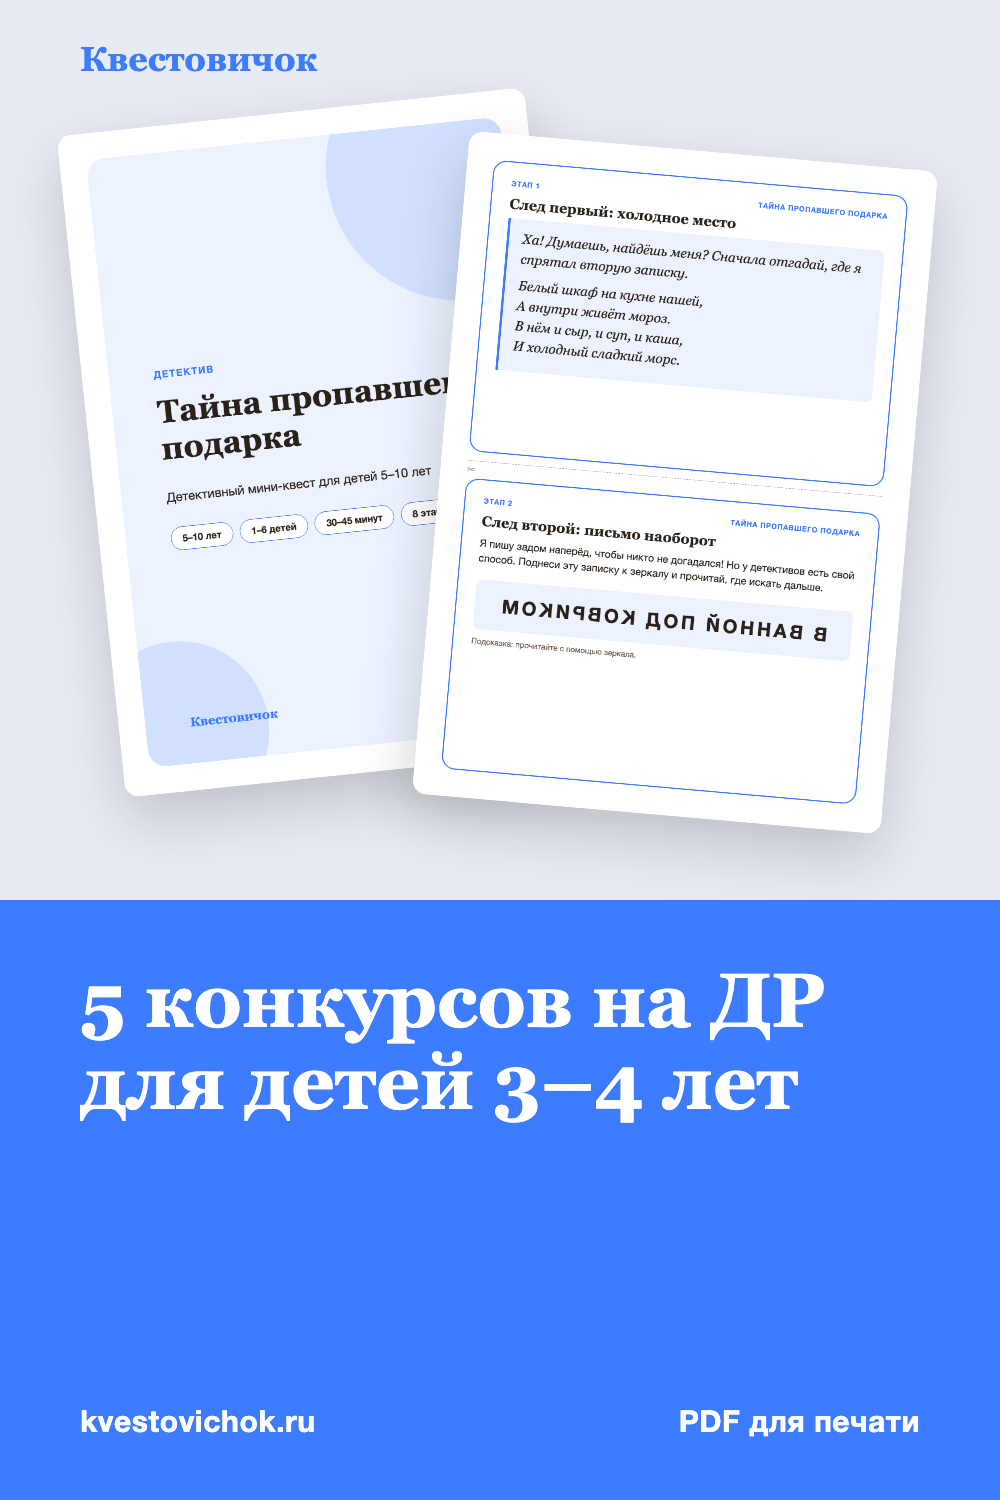 Квестовичок
ДЕТЕКТИВ
Тайна
подарка
Детективный мини-квест для детей 5–10 лет
5–10 лет
1–6 детей
30–45 минут
8
Квестовичок
ЭТАП 1
ТАЙНА ПРОПАВШЕГО ПОДАРКА
След первый: холодное место
Ха! Думаешь, найдёшь меня? Сначала отгадай, где я
спрятал вторую записку.
Белый шкаф на кухне нашей,
А внутри живёт мороз.
В нём и сыр, и суп, и каша,
И холодный сладкий морс.
ЭТАП 2
ТАЙНА ПРОПАВШЕГО ПОДАРКА
След второй: письмо наоборот
Я пишу задом наперёд, чтобы никто не догадался! Но у детективов есть свой
способ. Поднеси эту записку к зеркалу и прочитай, где искать дальше.
В ВАННОЙ ПОД КОВРИКОМ
Подсказка: прочитайте с помощью зеркала.
5 конкурсов на ДР
для детей 3–4 лет
kvestovichok.ru
PDF для печати